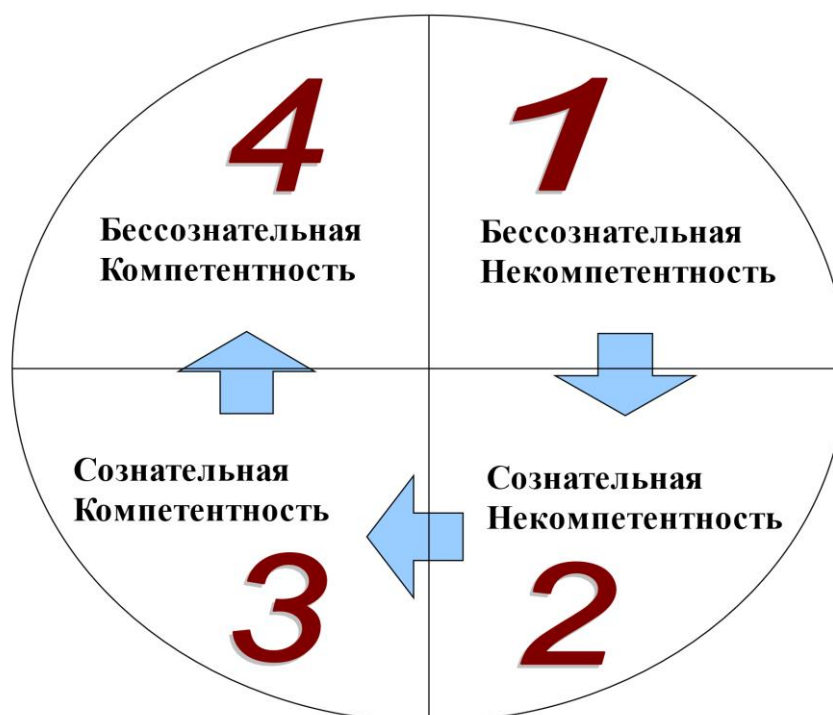 4
Бессознательная
Компетентность
1
Бессознательная
Некомпетентность
Сознательная
Компетентность
3
Сознательная
Некомпетентность
2